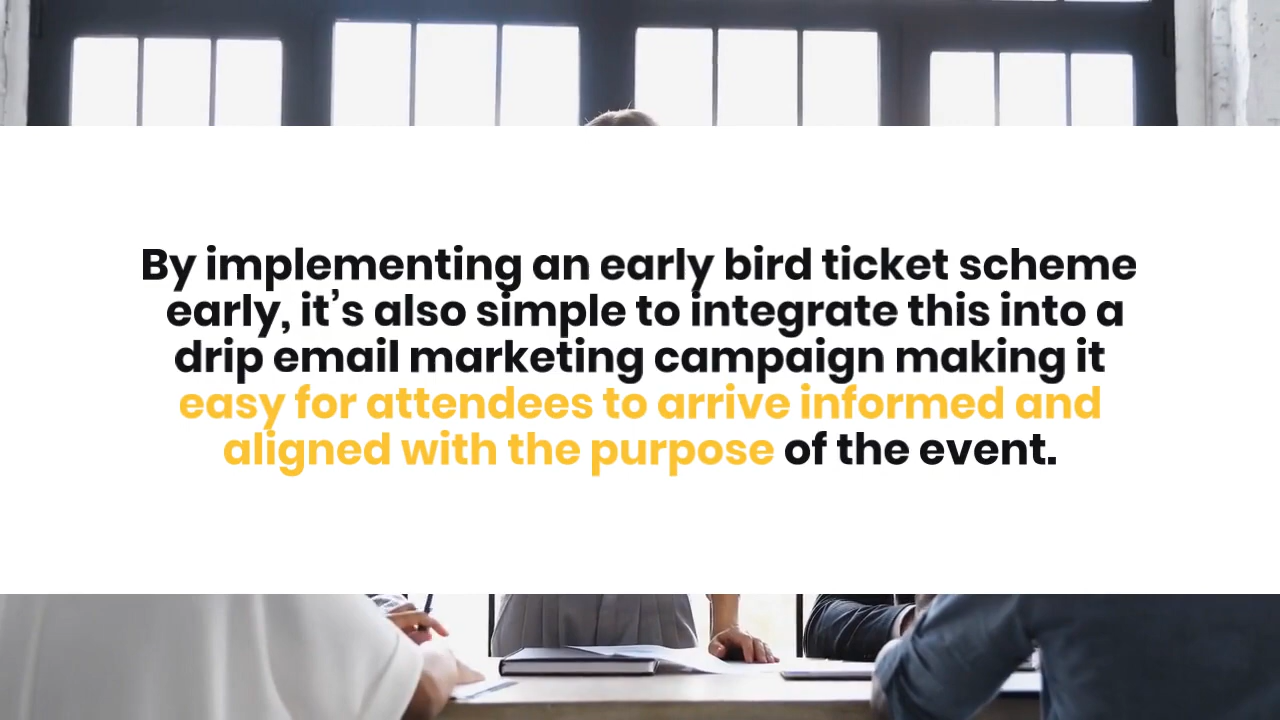 By implementing an early bird ticket scheme
early, it’s also simple to integrate this into a
drip email marketing campaign making it
easy for attendees to arrive informed and
aligned with the purpose of the event.